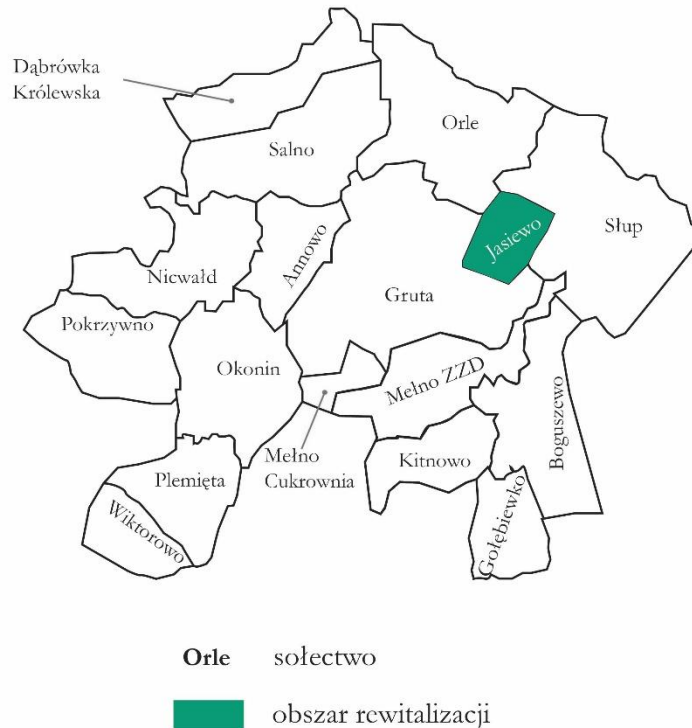 Dąbrówka
Królewska
Orle
Salno
Słup
Jasiewo
Annowo
Nicwałd
Gruta
Pokrzywno
Okonin
Mełno ZZD
Boguszewo
Mełno
Cukrownia
Kitnowo
Plemięta
Gołębiewko
Wiktorowo
Orle sołectwo
obszar rewitalizacji